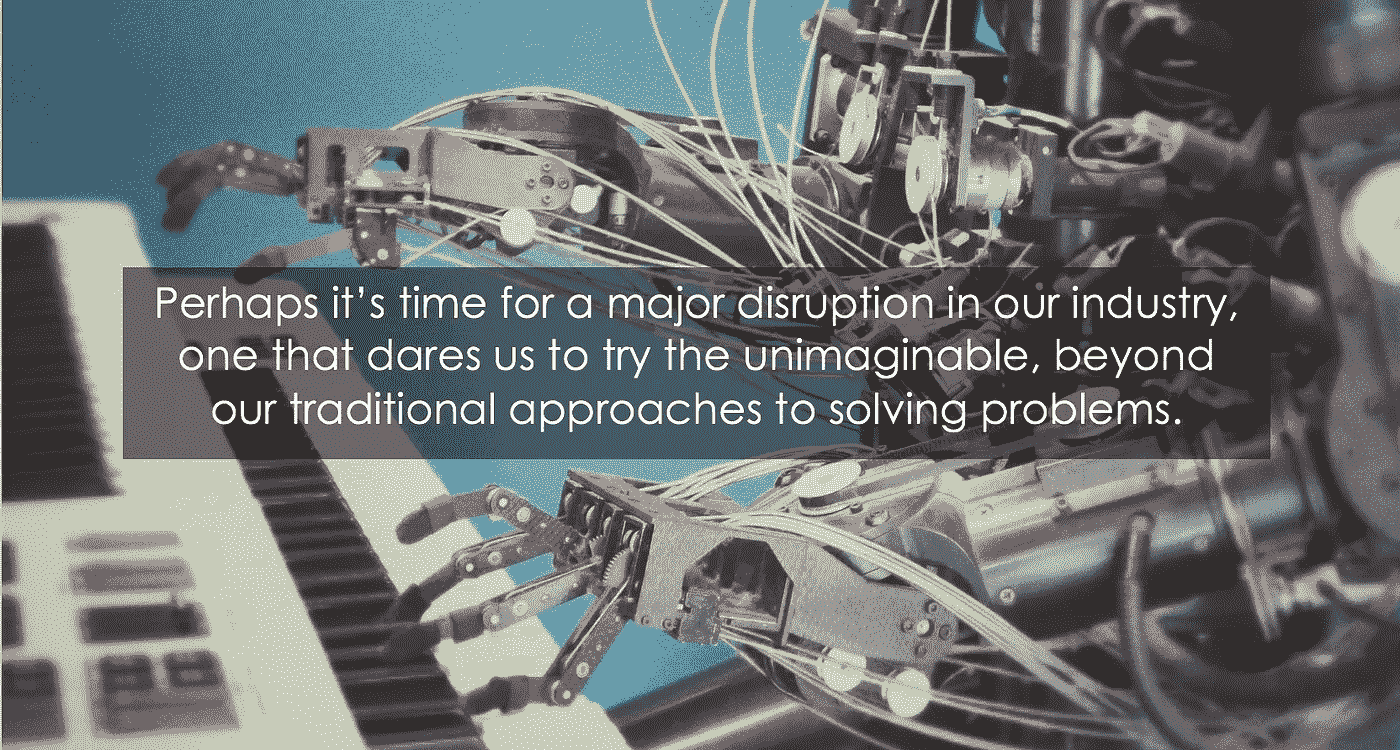 Perhaps it’s time for a major disruption in our industry,
one that dares us to try the unimaginable, beyond
our traditional approaches to solving problems.